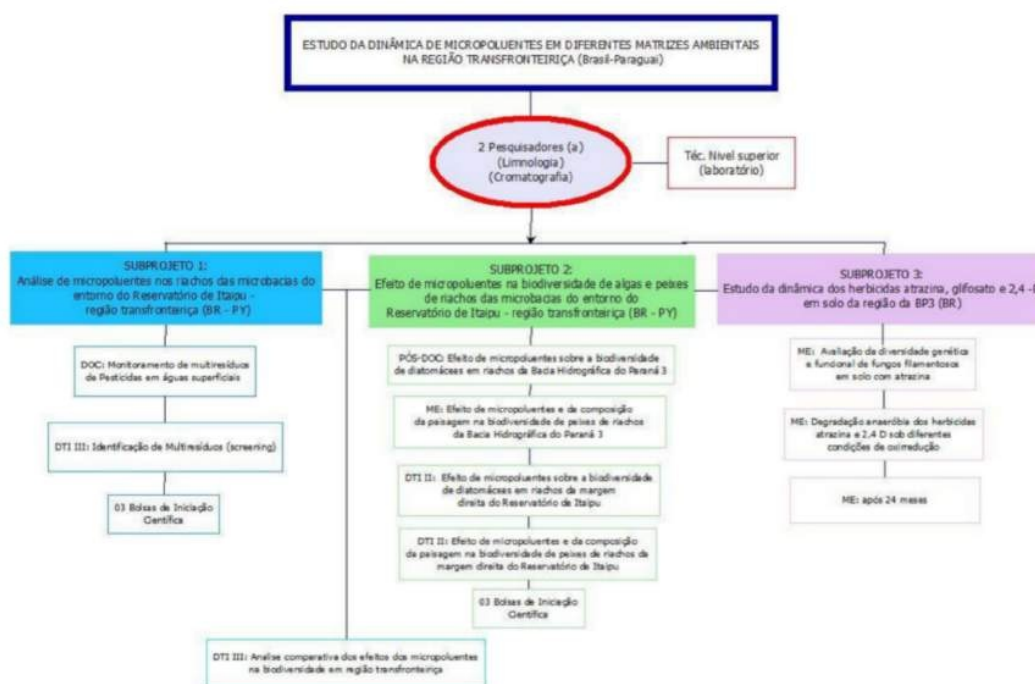 ESTUDO DA DINÂMICA DE MICROPOLUENTES EM DIFERENTES MATRIZES AMBIENTAIS
NA REGIÃO TRANSFRONTEIRIÇA (Brasil-Paraguai)
2 Pesquisadores (a)
(Limnologia)
(Cromatografia)
Téc. Nivel superior
(laboratório)
SUBPROJETO 1:
Análise de micropoluentes nos riachos das microbacias do
entorno do Reservatório de Itaipu -
região transfronteiriça (BR - PY)
SUBPROJETO 2:
Efeito de micropoluentes na biodiversidade de algas e peixes
de riachos das microbacias do entorno do
Reservatório de Itaipu - região transfronteiriça (BR - PY)
SUBPROJETO 3:
Estudo da dinâmica dos herbicidas atrazina, glifosato e 2,4 -D
em solo da região da BP3 (BR)
DOC: Monitoramento de multiresíduos
de Pesticidas em águas superficiais
DTI III: Identificação de Multiresíduos (screening)
03 Bolsas de Iniciação
Científica
PÓS-DOC: Efeito de micropoluentes sobre a biodiversidade
de diatomáceas em riachos da Bacia Hidrográfica do Paraná 3
ME: Efeito de micropoluentes e da composição
da paisagem na biodiversidade de peixes de riachos
da Bacia Hidrográfica do Paraná 3
DTI II: Efeito de micropoluentes sobre a biodiversidade
de diatomáceas em riachos da margem
direita do Reservatório de Itaipu
DTI II: Efeito de micropoluentes e da composição
da paisagem na biodiversidade de peixes de riachos da
margem direita do Reservatório de Itaipu
03 Bolsas de Iniciação
Científica
ME: Avaliação da diversidade genética
e funcional de fungos filamentosos
em solo com atrazina
ME: Degradação anaeróbia dos herbicidas
atrazina e 2,4 D sob diferentes
condições de oxirredução
ME: após 24 meses
DTI III: Analise comparativa dos efeitos dos micropoluentes
na biodiversidade em região transfronteiriça